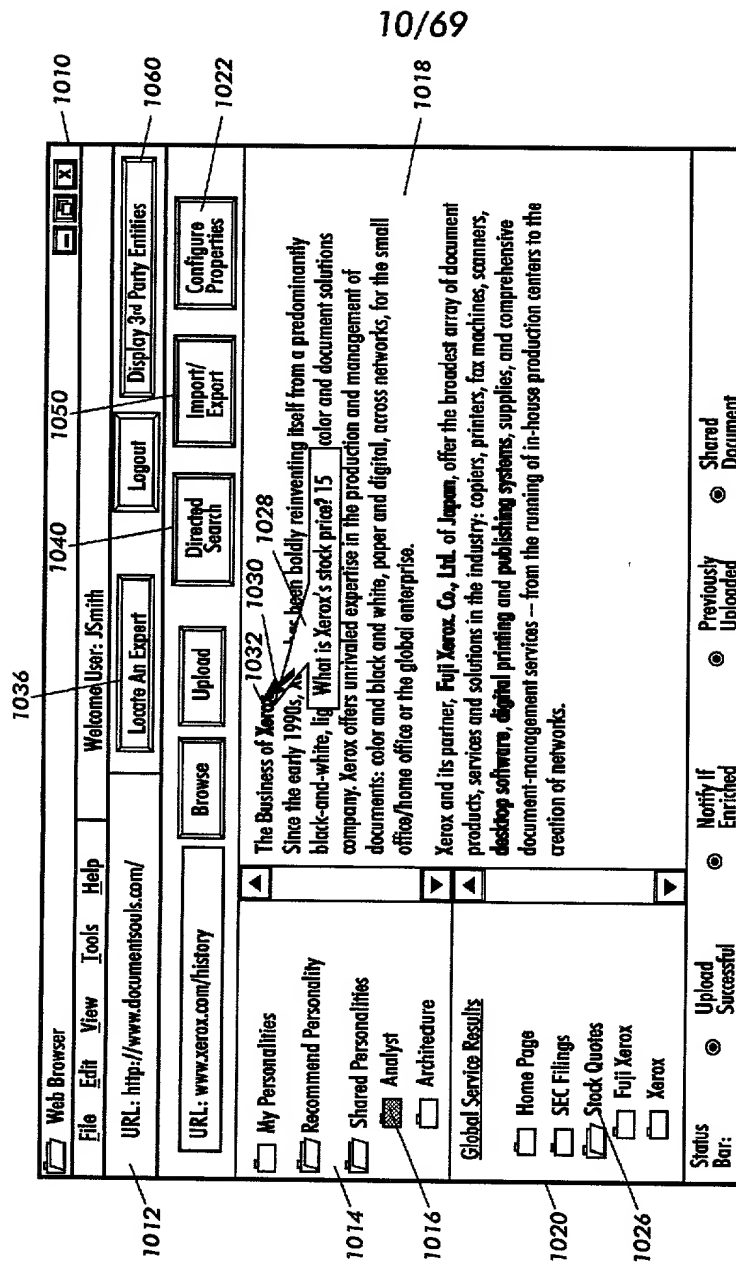 10/69
1036
1040
1050
1010
1060
1022
1018
Web Browser
File Edit View Tools Help
Welcome User: JSmith
1012
URL: http://www.documentsouls.com/
Locate An Expert
Logout
Display 3rd Party Entities
URL: www.xerox.com/history
Browse
Upload
Directed
Search
Import/
Export
Configure
Properties
1032
1030
1028
My Personalities
Recommend Personality
Shared Personalities
Analyst
Architecture
1014
1016
The Business of Xerox
Since the early 1990s, has been boldly reinventing itself from a predominantly
black-and-white, lig What is Xerox's stock price? 15 color and document solutions
company. Xerox offers unrivaled expertise in the production and management of
documents: color and black and white, paper and digital, across networks, for the small
office/home office or the global enterprise.
Xerox and its partner, Fuji Xerox. Co., Ltd. of Japan, offer the broadest array of document
products, services and solutions in the industry: copiers, printers, fax machines, scanners,
desktop software, digital printing and publishing systems, supplies, and comprehensive
document-management services -- from the running of in-house production centers to the
creation of networks.
Global Service Results
Home Page
SEC Filings
Stock Quotes
Fuji Xerox
Xerox
1020
1026
Status
Bar:
Upload
Successful
Notify If
Enriched
Previously
Uploaded
Shared
Document